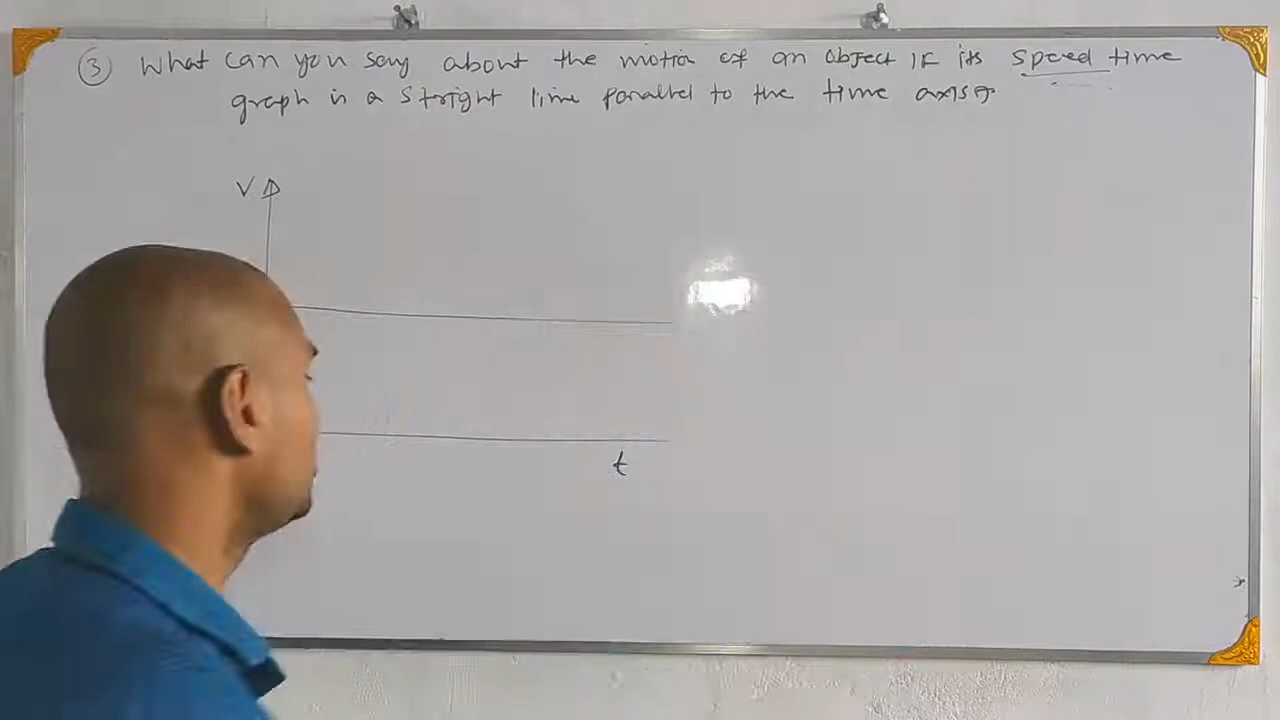 ③ What can you say about the motion of an object if its speed time
graph is a stright line parallel to the time axis?
V
t